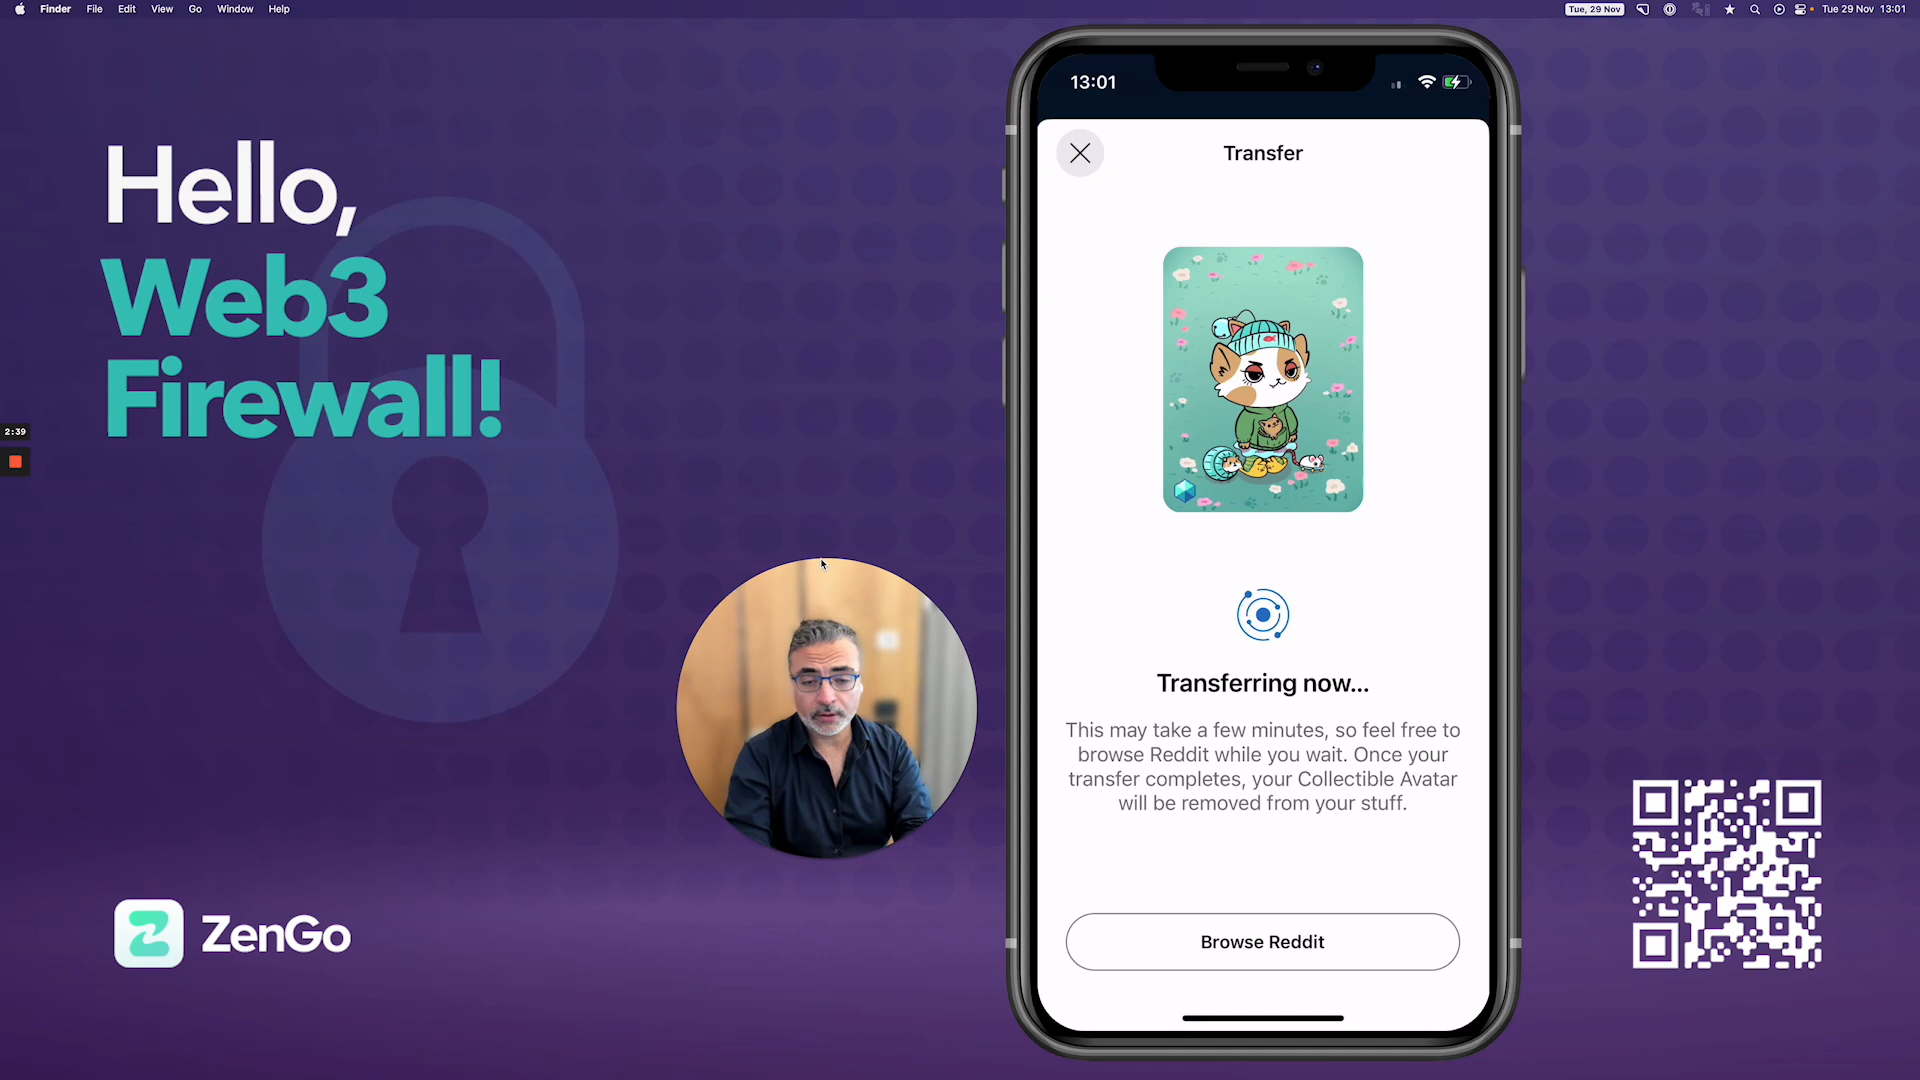 Finder File Edit View Go Window Help
Tue, 29 Nov
Tue 29 Nov 13:01
Hello,
Web3
Firewall!
2:39
ZenGo
13:01
Transfer
Transferring now...
This may take a few minutes, so feel free to
browse Reddit while you wait. Once your
transfer completes, your Collectible Avatar
will be removed from your stuff.
Browse Reddit